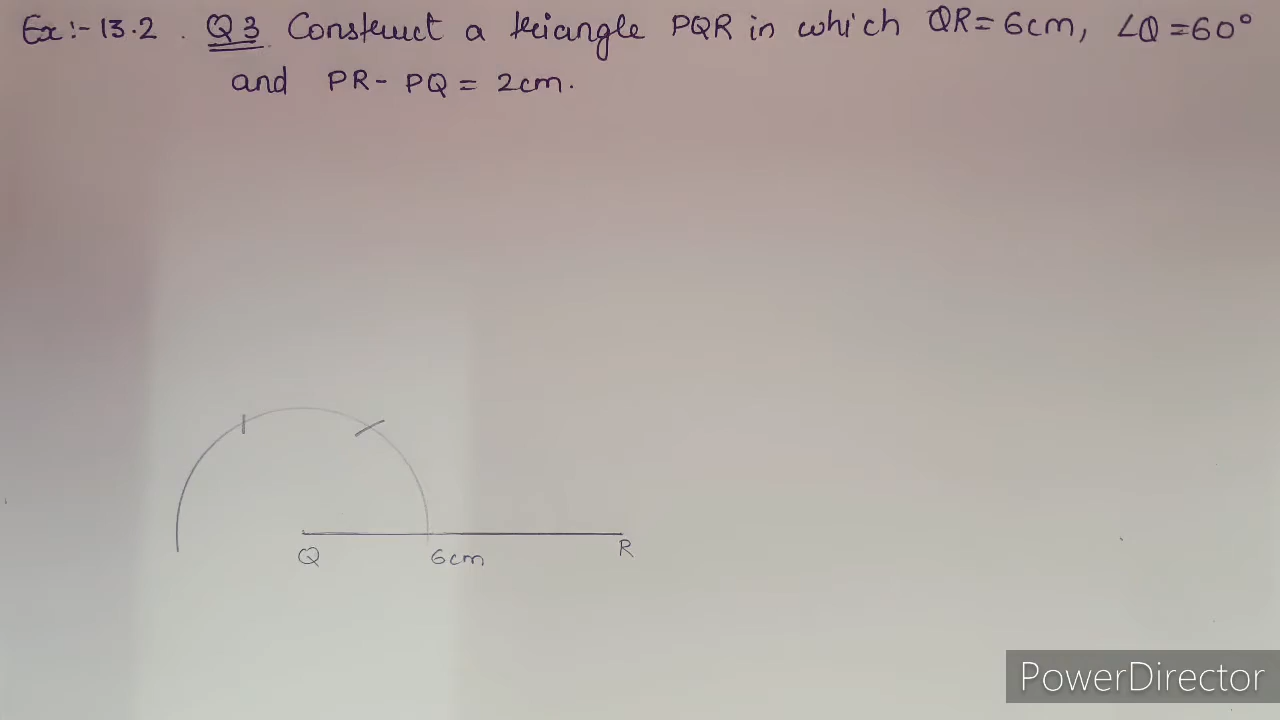 Ex:- 13.2. Q3 Construct a triangle PQR in which QR = 6cm, ∠Q = 60°
and PR - PQ = 2cm.
Q 6cm R
PowerDirector